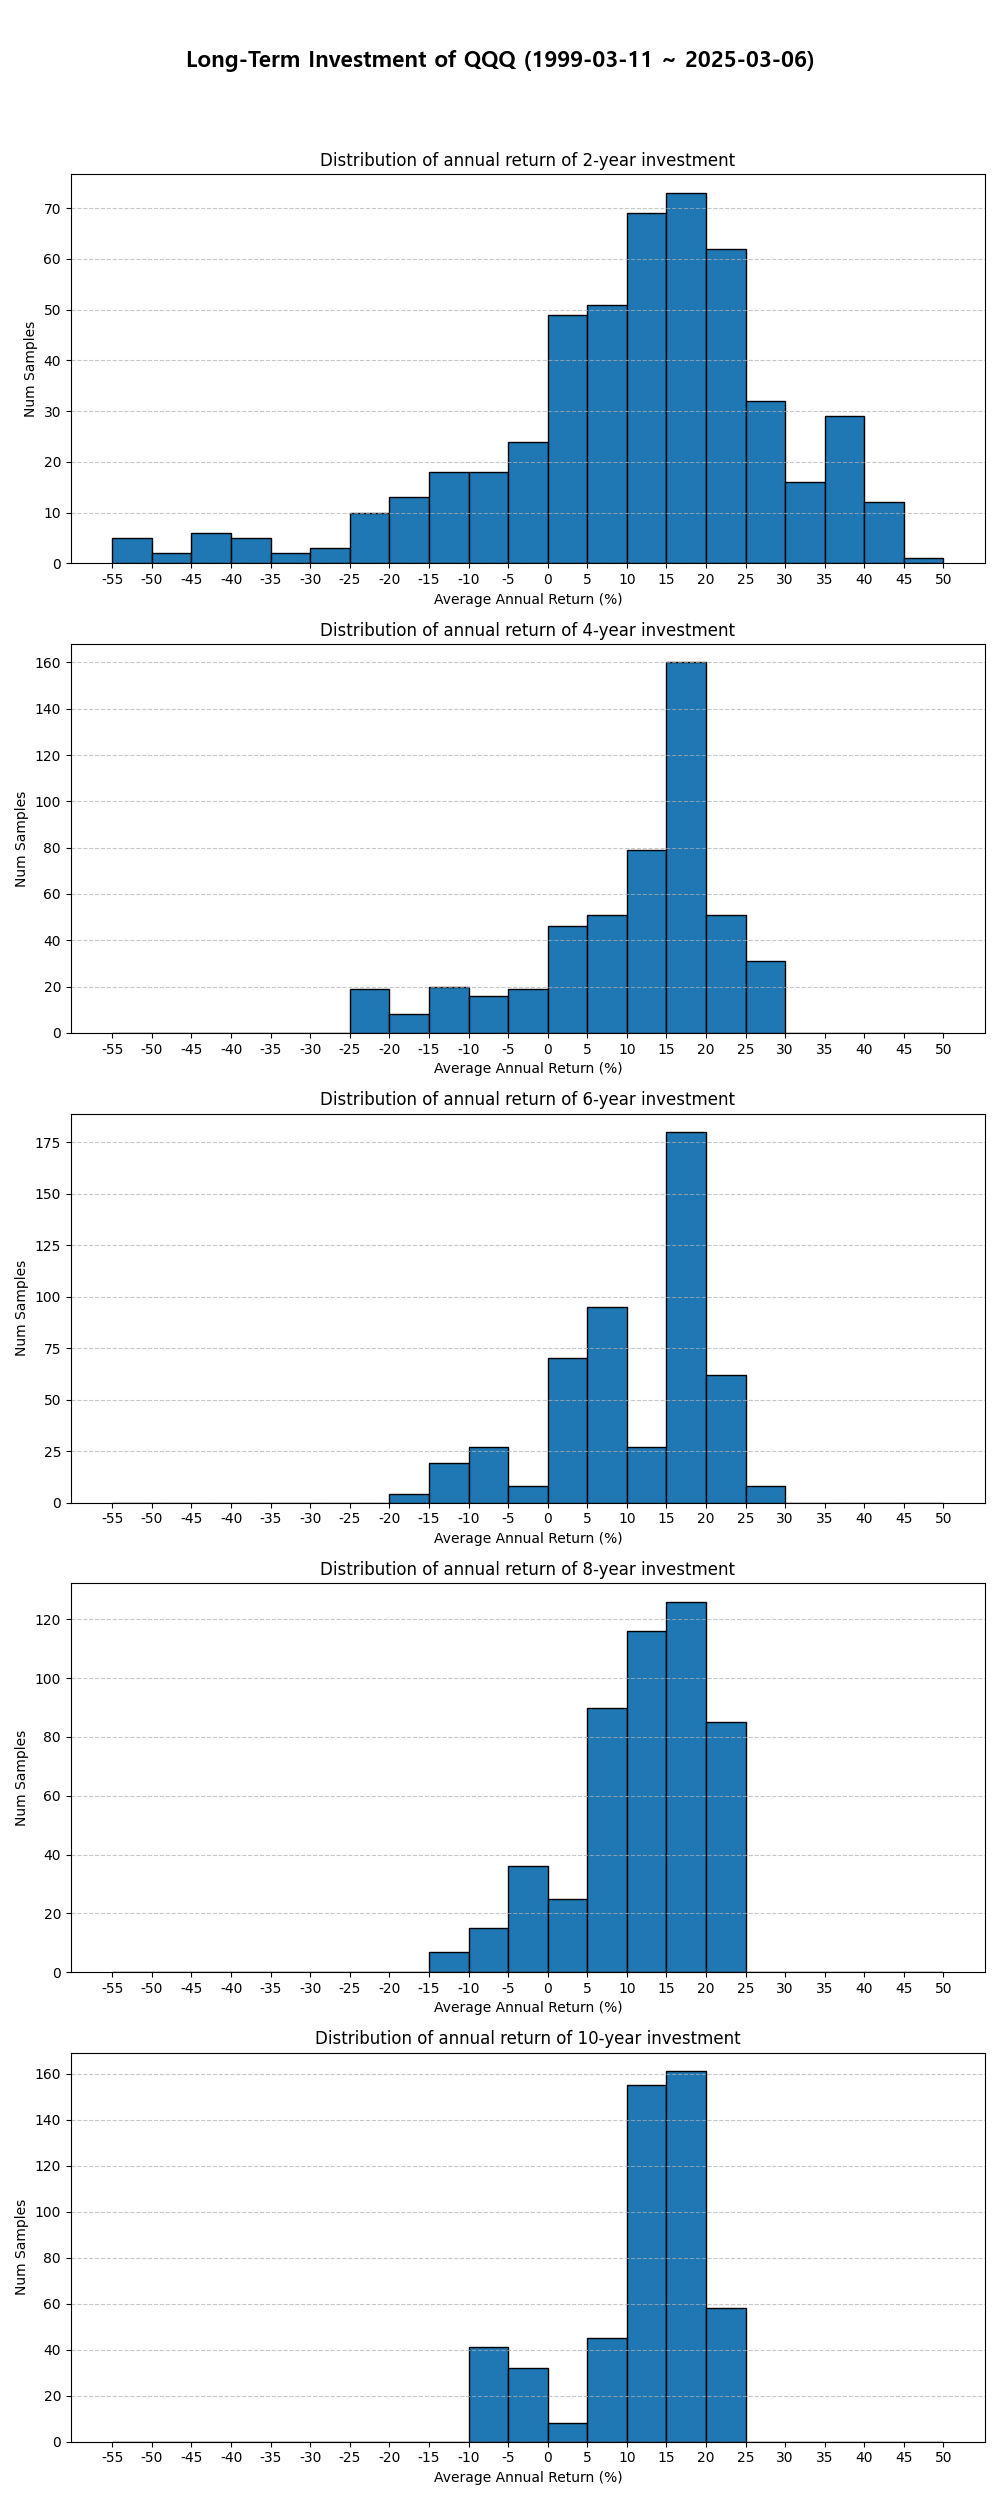 Long-Term Investment of QQQ (1999-03-11 ~ 2025-03-06)
Distribution of annual return of 2-year investment
70
60
50
40
30
20
10
0
Num Samples
-55 -50 -45 -40 -35 -30 -25 -20 -15 -10 -5 0 5 10 15 20 25 30 35 40 45 50
Average Annual Return (%)
Distribution of annual return of 4-year investment
160
140
120
100
80
60
40
20
0
Num Samples
-55 -50 -45 -40 -35 -30 -25 -20 -15 -10 -5 0 5 10 15 20 25 30 35 40 45 50
Average Annual Return (%)
Distribution of annual return of 6-year investment
175
150
125
100
75
50
25
0
Num Samples
-55 -50 -45 -40 -35 -30 -25 -20 -15 -10 -5 0 5 10 15 20 25 30 35 40 45 50
Average Annual Return (%)
Distribution of annual return of 8-year investment
120
100
80
60
40
20
0
Num Samples
-55 -50 -45 -40 -35 -30 -25 -20 -15 -10 -5 0 5 10 15 20 25 30 35 40 45 50
Average Annual Return (%)
Distribution of annual return of 10-year investment
160
140
120
100
80
60
40
20
0
Num Samples
-55 -50 -45 -40 -35 -30 -25 -20 -15 -10 -5 0 5 10 15 20 25 30 35 40 45 50
Average Annual Return (%)